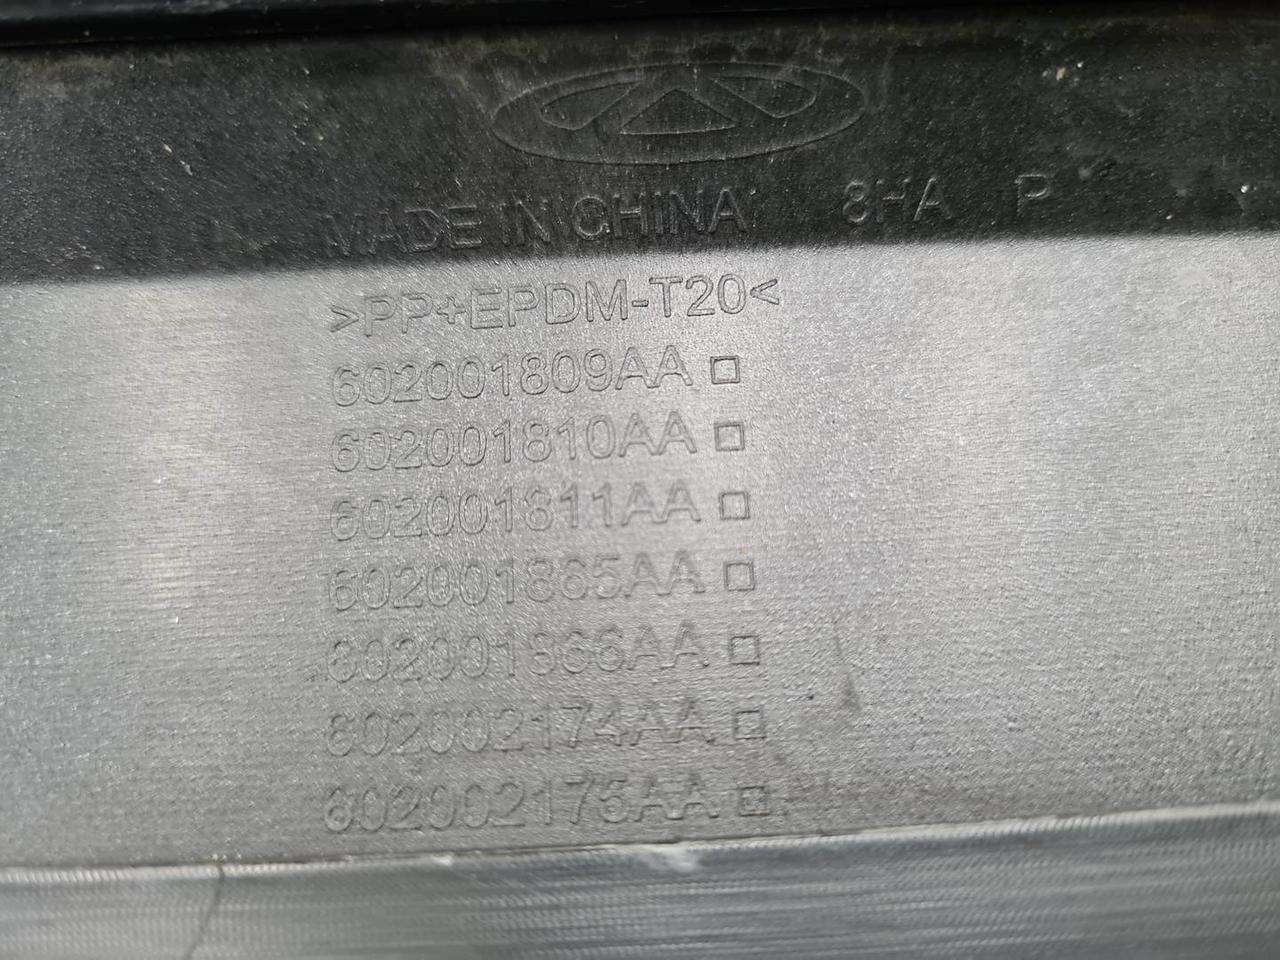 MADE IN CHINA 8HA P
>PP+EPDM-T20<
602001809AA
602001810AA
602001811AA
602001865AA
602001866AA
602002174AA
602002175AA